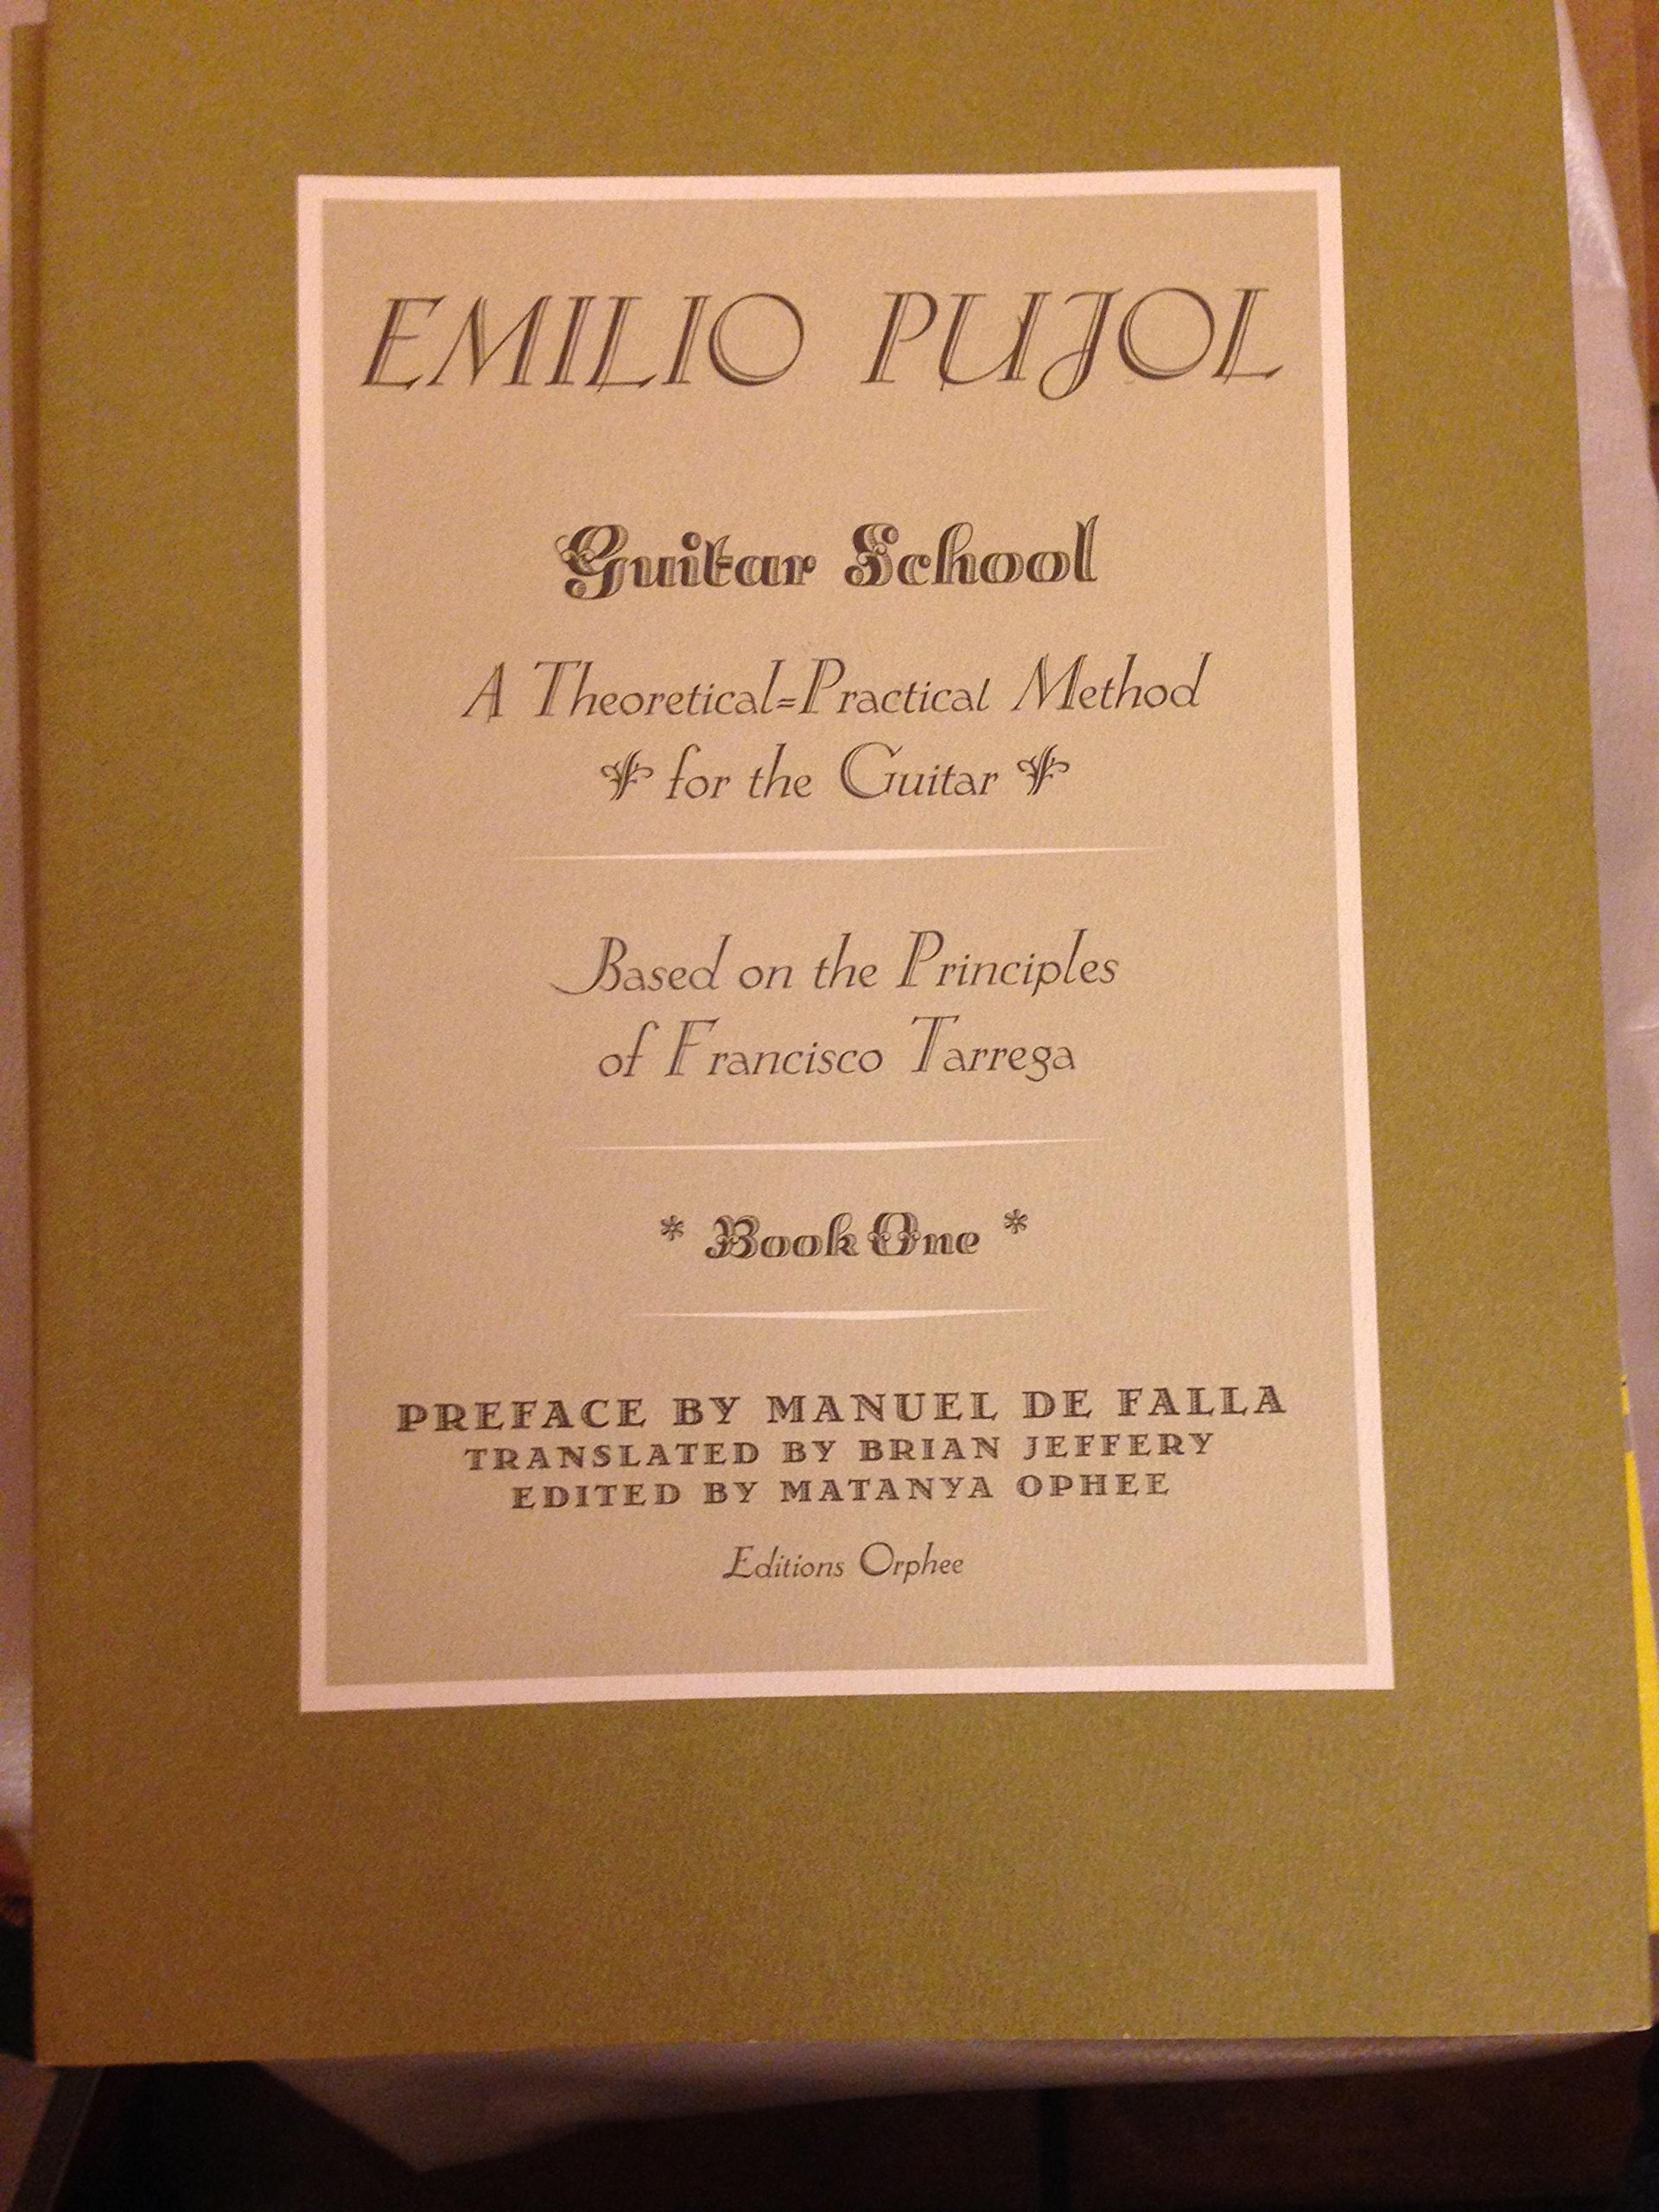 EMILIO PUJOL
Guitar School
A Theoretical=Practical Method
for the Guitar
Based on the Principles
of Francisco Tarrega
* Book One *
PREFACE BY MANUEL DE FALLA
TRANSLATED BY BRIAN JEFFERY
EDITED BY MATANYA OPHEE
Editions Orphee